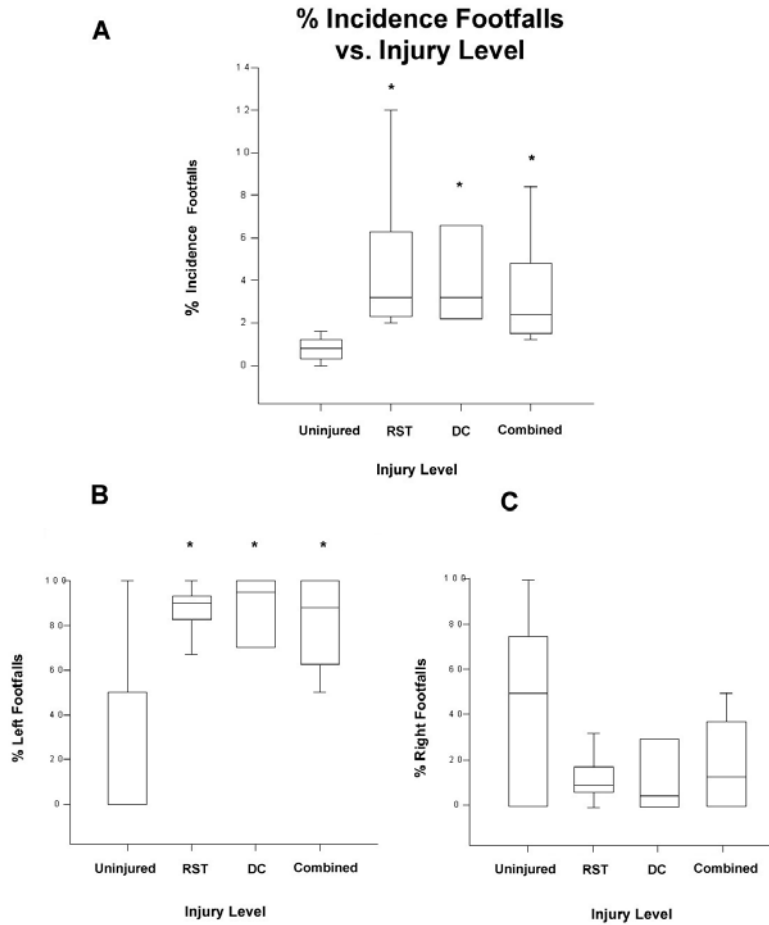 A
% Incidence Footfalls
vs. Injury Level
% Incidence Footfalls
14
12
10
8
6
4
2
0
*
*
*
Uninjured RST DC Combined
Injury Level
B
% Left Footfalls
100
80
60
40
20
0
* * *
Uninjured RST DC Combined
Injury Level
C
% Right Footfalls
100
80
60
40
20
0
Uninjured RST DC Combined
Injury Level